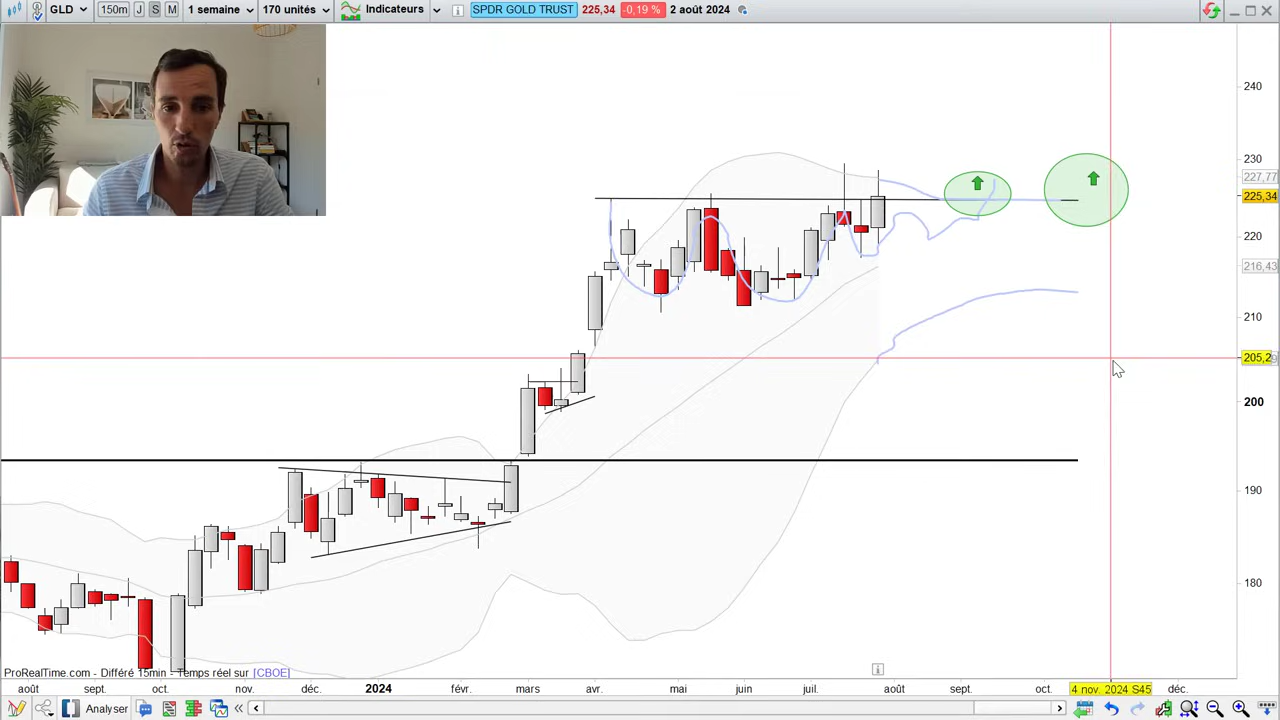 GLD 150m J S M 1 semaine 170 unités Indicateurs SPDR GOLD TRUST 225,34 -0,19 % 2 août 2024
240
230
227,77
225,34
220
216,43
210
205,29
200
190
180
ProRealTime.com - Différé 15min - Temps réel sur [CBOE]
août sept. oct. nov. déc. 2024 févr. mars avr. mai juin juil. août sept. oct. 4 nov. 2024 S45 déc.
Analyser